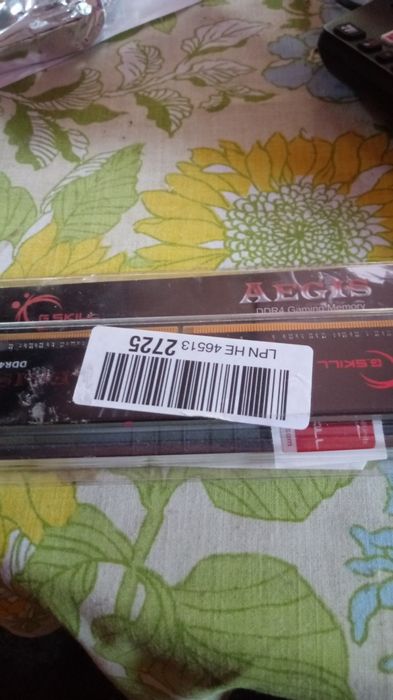 G.SKILL
AEGIS
DDR4 Gaming Memory
LPN HE 46513 2725
G.SKILL
DDR4